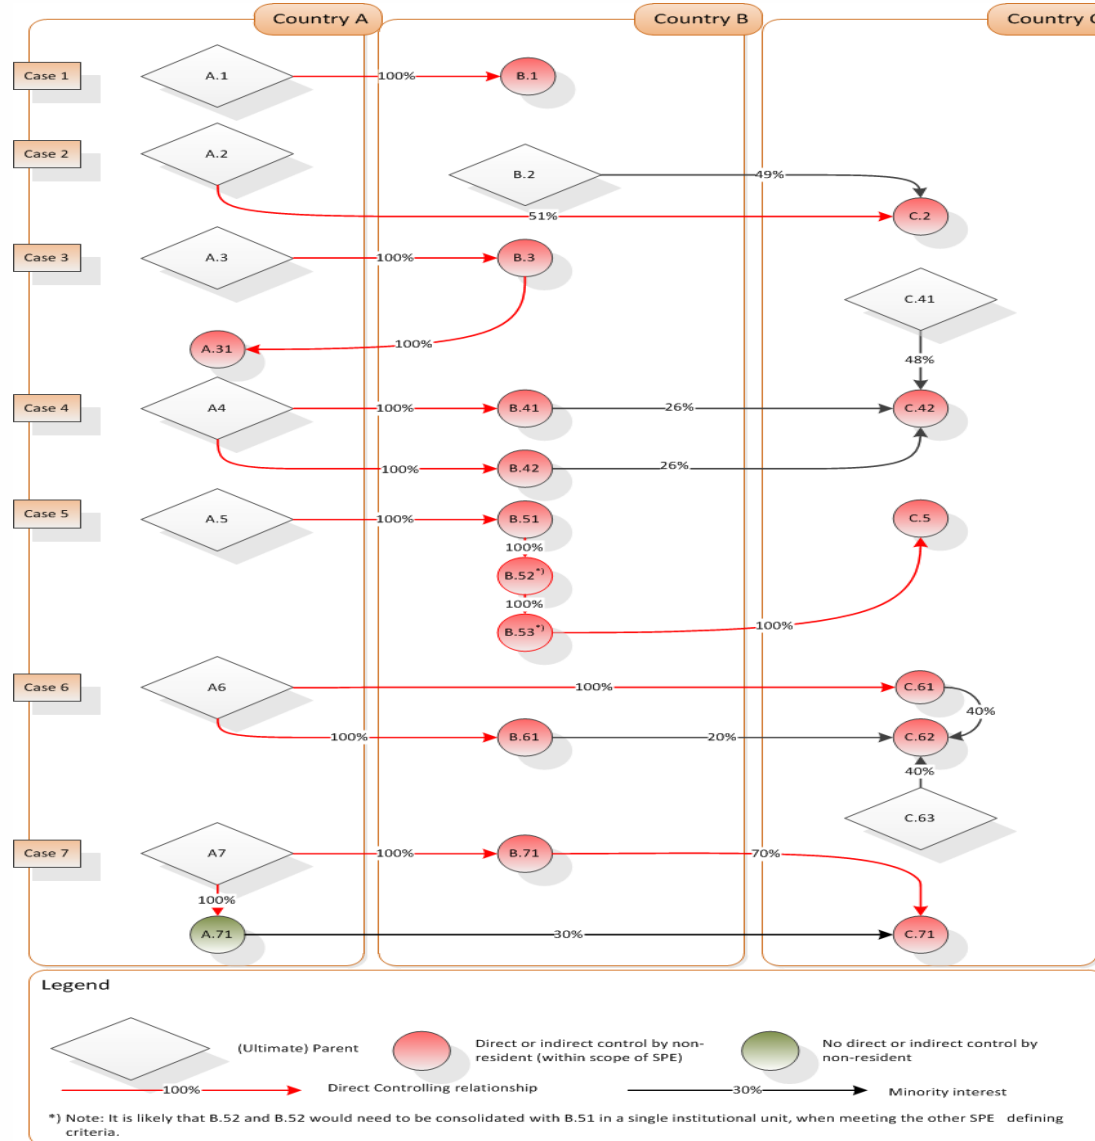 Country A
Country B
Country C
Case 1
A.1
100%
B.1
Case 2
A.2
B.2
49%
51%
C.2
Case 3
A.3
100%
B.3
C.41
A.31
100%
48%
Case 4
A4
100%
B.41
26%
C.42
100%
B.42
26%
Case 5
A.5
100%
B.51
C.5
100%
B.52*)
100%
B.53*)
100%
Case 6
A6
100%
C.61
40%
100%
B.61
20%
C.62
40%
C.63
Case 7
A7
100%
B.71
70%
100%
A.71
30%
C.71
Legend
(Ultimate) Parent
Direct or indirect control by non-
resident (within scope of SPE)
No direct or indirect control by
non-resident
100%
Direct Controlling relationship
30%
Minority interest
*) Note: It is likely that B.52 and B.52 would need to be consolidated with B.51 in a single institutional unit, when meeting the other SPE defining
criteria.